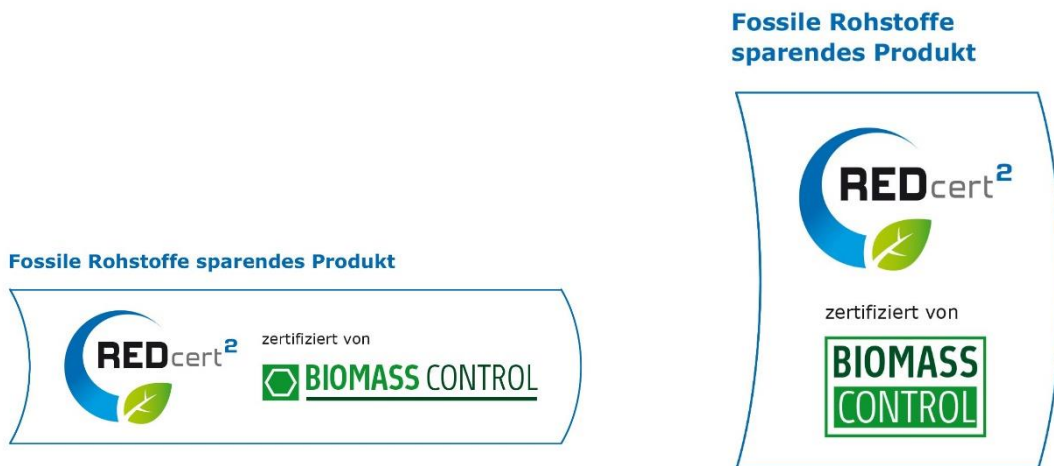 Fossile Rohstoffe sparendes Produkt
REDcert²
zertifiziert von
BIOMASS CONTROL
Fossile Rohstoffe
sparendes Produkt
REDcert²
zertifiziert von
BIOMASS
CONTROL